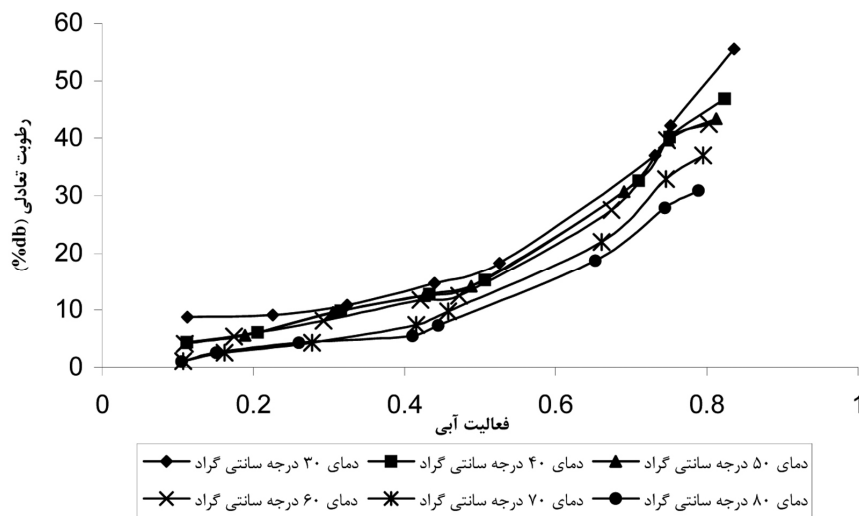 60
50
40
30
20
10
0
رطوبت تعادلی (%db)
0
0.2
0.4
0.6
0.8
1
فعالیت آبی
دمای ۳۰ درجه سانتی گراد
دمای ۴۰ درجه سانتی گراد
دمای ۵۰ درجه سانتی گراد
دمای ۶۰ درجه سانتی گراد
دمای ۷۰ درجه سانتی گراد
دمای ۸۰ درجه سانتی گراد